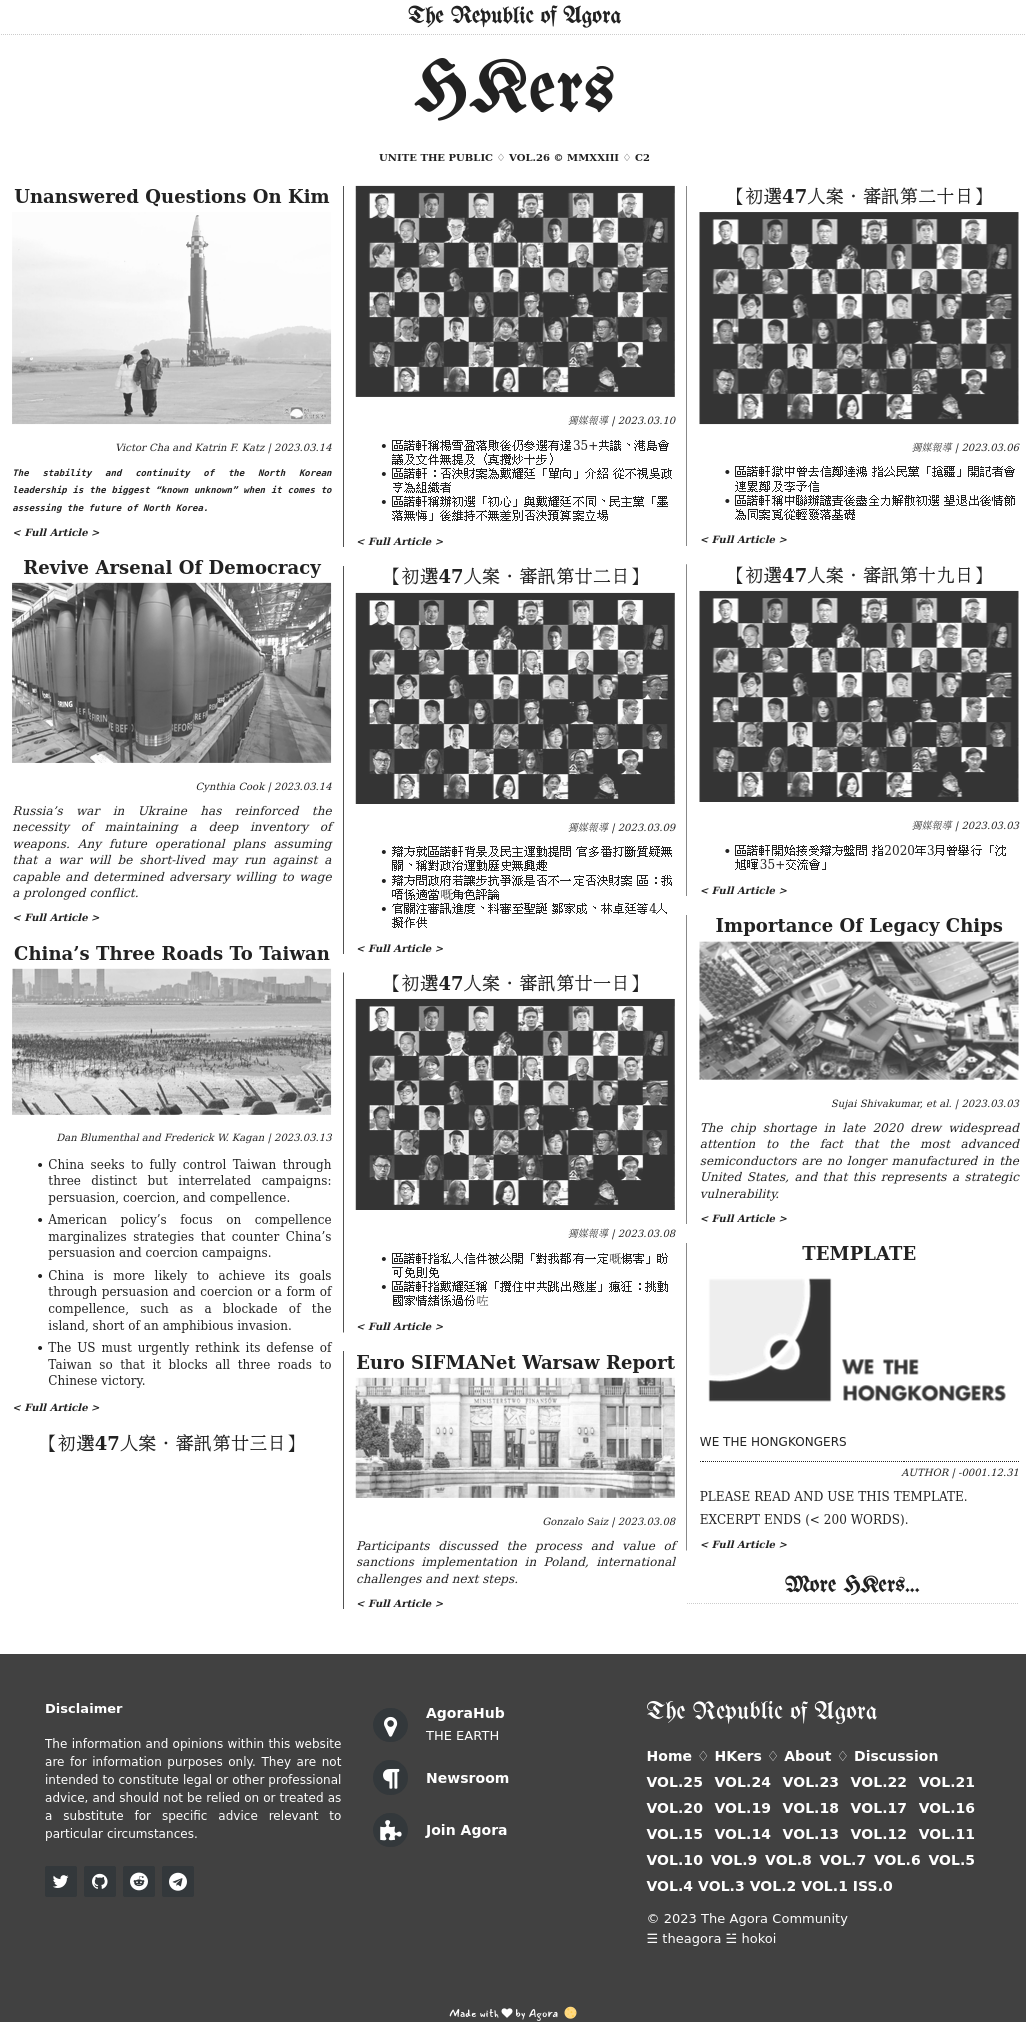 The Republic of Agora
HKers
UNITE THE PUBLIC ♢ VOL.26 © MMXXIII ♢ C2
Unanswered Questions On Kim
Victor Cha and Katrin F. Katz | 2023.03.14
The stability and continuity of the North Korean
leadership is the biggest “known unknown” when it comes to
assessing the future of North Korea.
< Full Article >
Revive Arsenal Of Democracy
Cynthia Cook | 2023.03.14
Russia’s war in Ukraine has reinforced the
necessity of maintaining a deep inventory of
weapons. Any future operational plans assuming
that a war will be short-lived may run against a
capable and determined adversary willing to wage
a prolonged conflict.
< Full Article >
China’s Three Roads To Taiwan
Dan Blumenthal and Frederick W. Kagan | 2023.03.13
• China seeks to fully control Taiwan through
three distinct but interrelated campaigns:
persuasion, coercion, and compellence.
• American policy’s focus on compellence
marginalizes strategies that counter China’s
persuasion and coercion campaigns.
• China is more likely to achieve its goals
through persuasion and coercion or a form of
compellence, such as a blockade of the
island, short of an amphibious invasion.
• The US must urgently rethink its defense of
Taiwan so that it blocks all three roads to
Chinese victory.
< Full Article >
【初選47人案．審訊第廿三日】
獨媒報導 | 2023.03.10
• 區諾軒稱楊雪盈落敗後仍參選有違35+共識、港島會
議及文件無提及〈真攬炒十步〉
• 區諾軒：否決財案為戴耀廷「單向」介紹 從不視吳政
亨為組織者
• 區諾軒稱辦初選「初心」與戴耀廷不同、民主黨「墨
落無悔」後維持不無差別否決預算案立場
< Full Article >
【初選47人案．審訊第廿二日】
獨媒報導 | 2023.03.09
• 辯方就區諾軒背景及民主運動提問 官多番打斷質疑無
關、稱對政治運動歷史無興趣
• 辯方問政府若讓步抗爭派是否不一定否決財案 區：我
唔係適當嘅角色評論
• 官關注審訊進度、料審至聖誕 鄒家成、林卓廷等4人
擬作供
< Full Article >
【初選47人案．審訊第廿一日】
獨媒報導 | 2023.03.08
• 區諾軒指私人信件被公開「對我都有一定嘅傷害」盼
可免則免
• 區諾軒指戴耀廷稱「攬住中共跳出懸崖」瘋狂：挑動
國家情緒係過份咗
< Full Article >
Euro SIFMANet Warsaw Report
MINISTERSTWO FINANSÓW
Gonzalo Saiz | 2023.03.08
Participants discussed the process and value of
sanctions implementation in Poland, international
challenges and next steps.
< Full Article >
【初選47人案．審訊第二十日】
獨媒報導 | 2023.03.06
• 區諾軒獄中曾去信鄭達鴻 指公民黨「搶閘」開記者會
連累鄭及李予信
• 區諾軒稱中聯辦譴責後盡全力解散初選 望退出後情節
為同案冤從輕發落基礎
< Full Article >
【初選47人案．審訊第十九日】
獨媒報導 | 2023.03.03
• 區諾軒開始接受辯方盤問 指2020年3月曾舉行「沈
旭暉35+交流會」
< Full Article >
Importance Of Legacy Chips
Sujai Shivakumar, et al. | 2023.03.03
The chip shortage in late 2020 drew widespread
attention to the fact that the most advanced
semiconductors are no longer manufactured in the
United States, and that this represents a strategic
vulnerability.
< Full Article >
TEMPLATE
WE THE
HONGKONGERS
WE THE HONGKONGERS
AUTHOR | -0001.12.31
PLEASE READ AND USE THIS TEMPLATE.
EXCERPT ENDS (< 200 WORDS).
< Full Article >
More HKers...
Disclaimer
The information and opinions within this website
are for information purposes only. They are not
intended to constitute legal or other professional
advice, and should not be relied on or treated as
a substitute for specific advice relevant to
particular circumstances.
AgoraHub
THE EARTH
Newsroom
Join Agora
The Republic of Agora
Home ♢ HKers ♢ About ♢ Discussion
VOL.25 VOL.24 VOL.23 VOL.22 VOL.21
VOL.20 VOL.19 VOL.18 VOL.17 VOL.16
VOL.15 VOL.14 VOL.13 VOL.12 VOL.11
VOL.10 VOL.9 VOL.8 VOL.7 VOL.6 VOL.5
VOL.4 VOL.3 VOL.2 VOL.1 ISS.0
© 2023 The Agora Community
☰ theagora ☱ hokoi
Made with ♥ by Agora